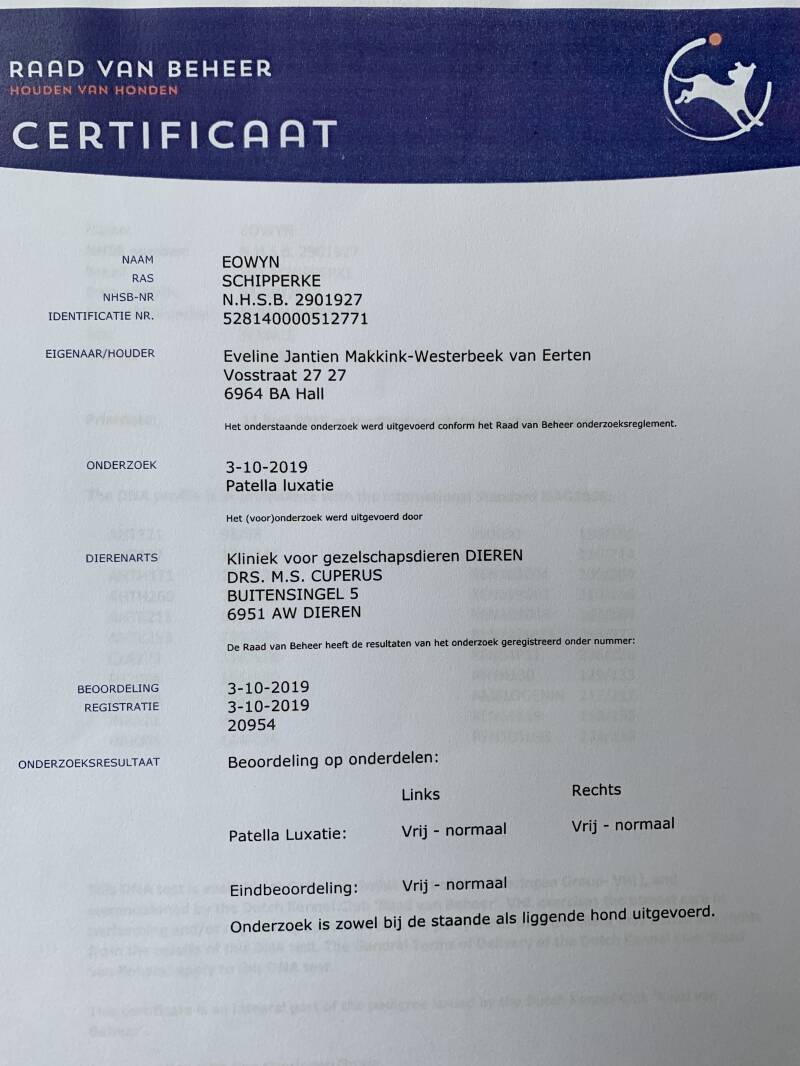 RAAD VAN BEHEER
HOUDEN VAN HONDEN
CERTIFICAAT
NAAM EOWYN
RAS SCHIPPERKE
NHSB-NR N.H.S.B. 2901927
IDENTIFICATIE NR. 528140000512771
EIGENAAR/HOUDER Eveline Jantien Makkink-Westerbeek van Eerten
Vosstraat 27 27
6964 BA Hall
Het onderstaande onderzoek werd uitgevoerd conform het Raad van Beheer onderzoeksreglement.
ONDERZOEK 3-10-2019
Patella luxatie
Het (voor)onderzoek werd uitgevoerd door
DIERENARTS Kliniek voor gezelschapsdieren DIEREN
DRS. M.S. CUPERUS
BUITENSINGEL 5
6951 AW DIEREN
De Raad van Beheer heeft de resultaten van het onderzoek geregistreerd onder nummer:
BEOORDELING 3-10-2019
REGISTRATIE 3-10-2019
20954
ONDERZOEKSRESULTAAT Beoordeling op onderdelen:
Links Rechts
Patella Luxatie: Vrij - normaal Vrij - normaal
Eindbeoordeling: Vrij - normaal
Onderzoek is zowel bij de staande als liggende hond uitgevoerd.